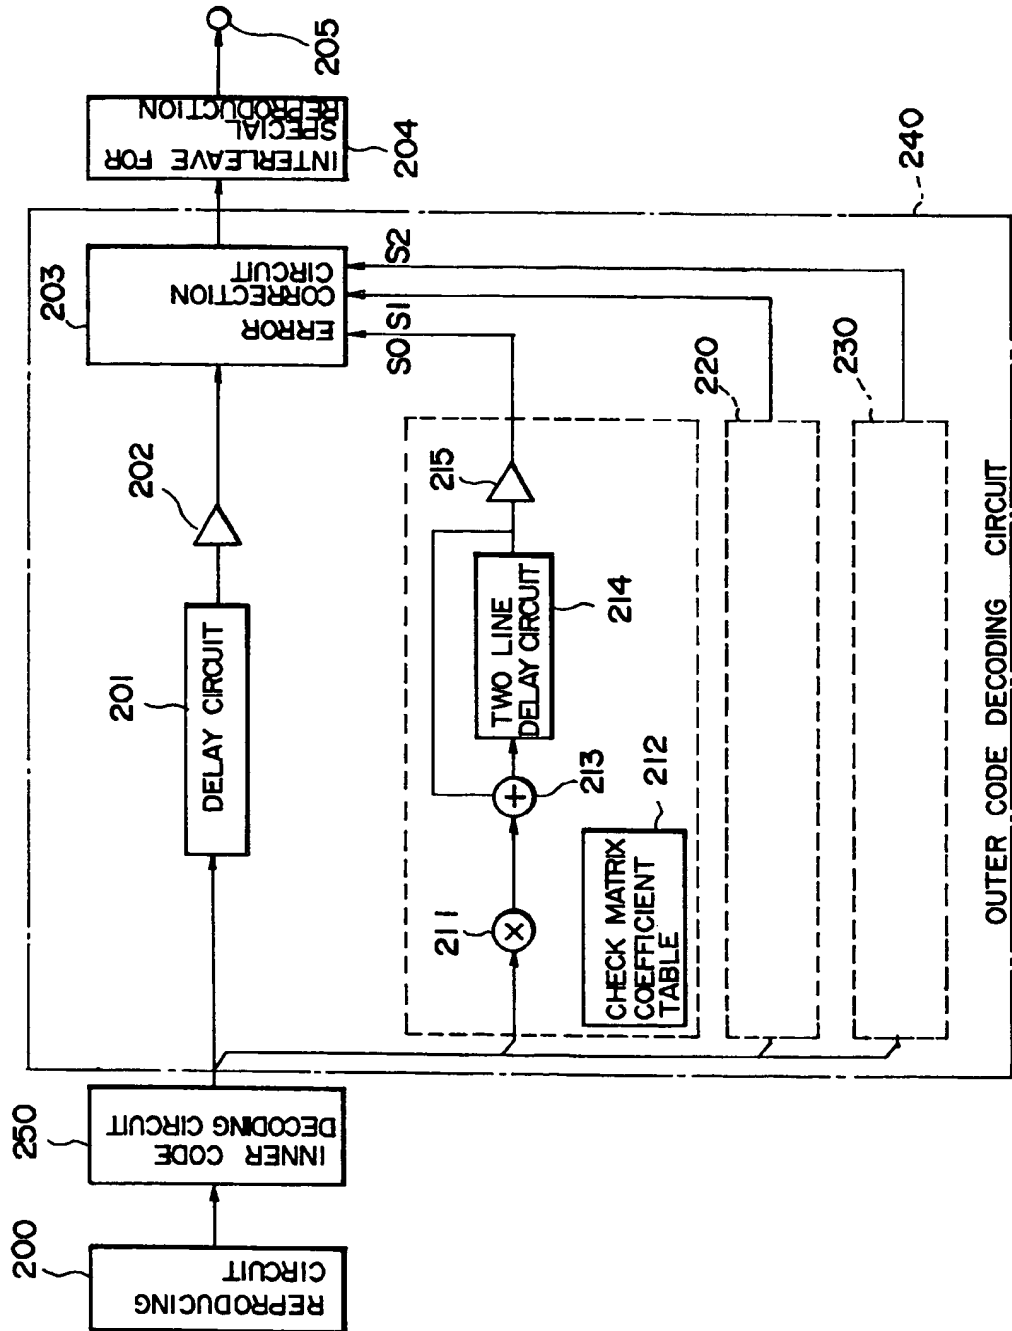 200
REPRODUCING
CIRCUIT
250
INNER CODE
DECODING CIRCUIT
201
DELAY CIRCUIT
202
203
ERROR
CORRECTION
CIRCUIT
204
INTERLEAVE FOR
SPECIAL
REPRODUCTION
205
S0
S1
S2
211
CHECK MATRIX
COEFFICIENT
TABLE
212
213
TWO LINE
DELAY CIRCUIT
214
215
220
230
240
OUTER CODE DECODING CIRCUIT